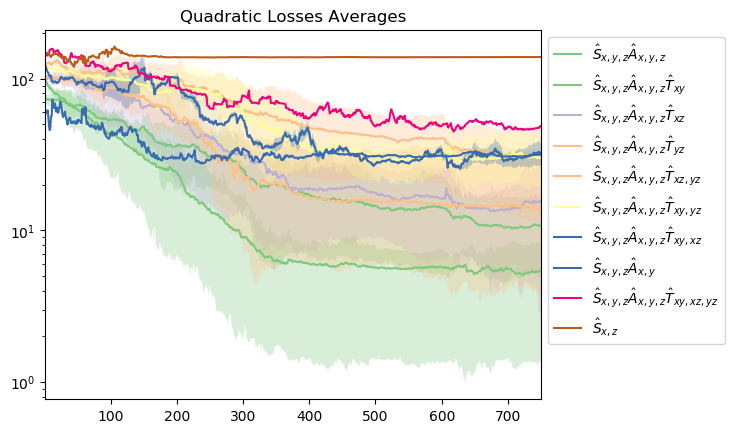 Quadratic Losses Averages
10²
10¹
10⁰
100 200 300 400 500 600 700
Ŝx,y,zÂx,y,z
Ŝx,y,zÂx,y,zT̂xy
Ŝx,y,zÂx,y,zT̂xz
Ŝx,y,zÂx,y,zT̂yz
Ŝx,y,zÂx,y,zT̂xz,yz
Ŝx,y,zÂx,y,zT̂xy,yz
Ŝx,y,zÂx,y,zT̂xy,xz
Ŝx,y,zÂx,y
Ŝx,y,zÂx,y,zT̂xy,xz,yz
Ŝx,z